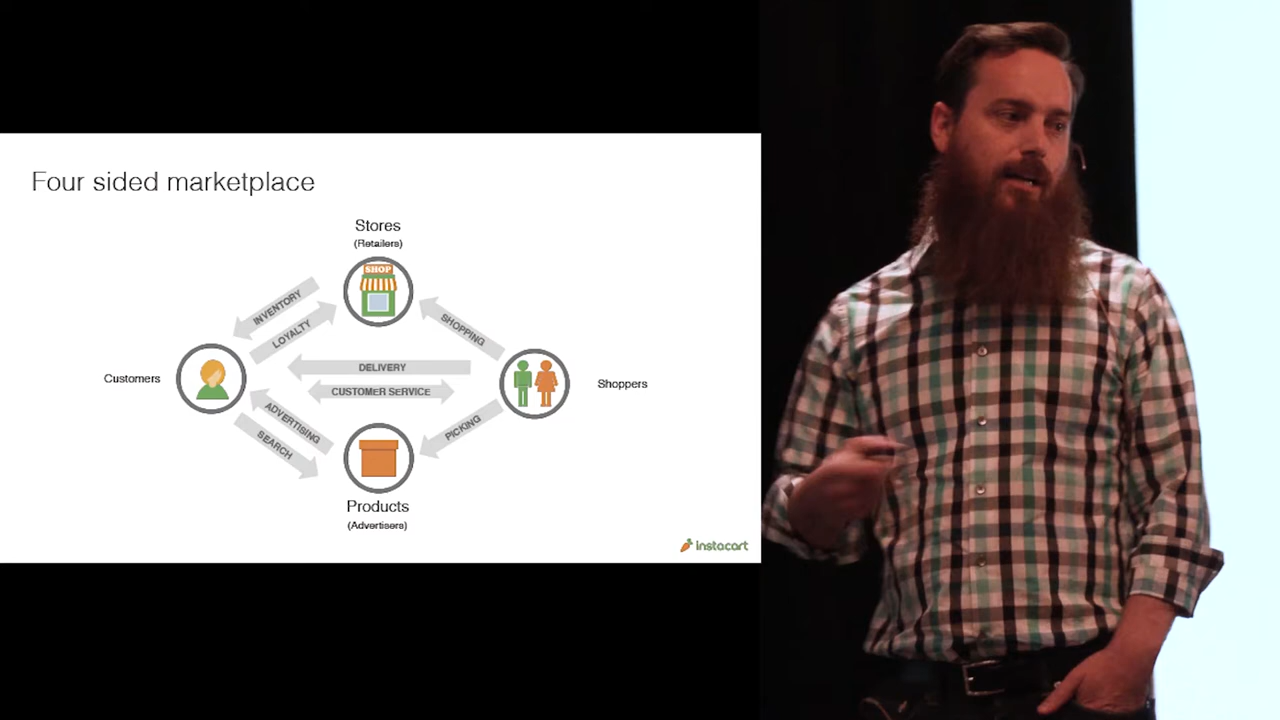 Four sided marketplace
Stores
(Retailers)
SHOP
INVENTORY
LOYALTY
SHOPPING
DELIVERY
Customers
Shoppers
CUSTOMER SERVICE
ADVERTISING
PICKING
SEARCH
Products
(Advertisers)
instacart